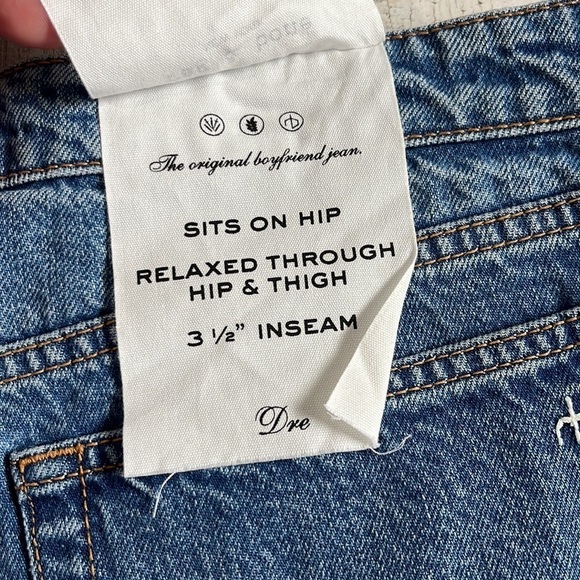 The original boyfriend jean.
SITS ON HIP
RELAXED THROUGH
HIP & THIGH
3 ½" INSEAM
Dre